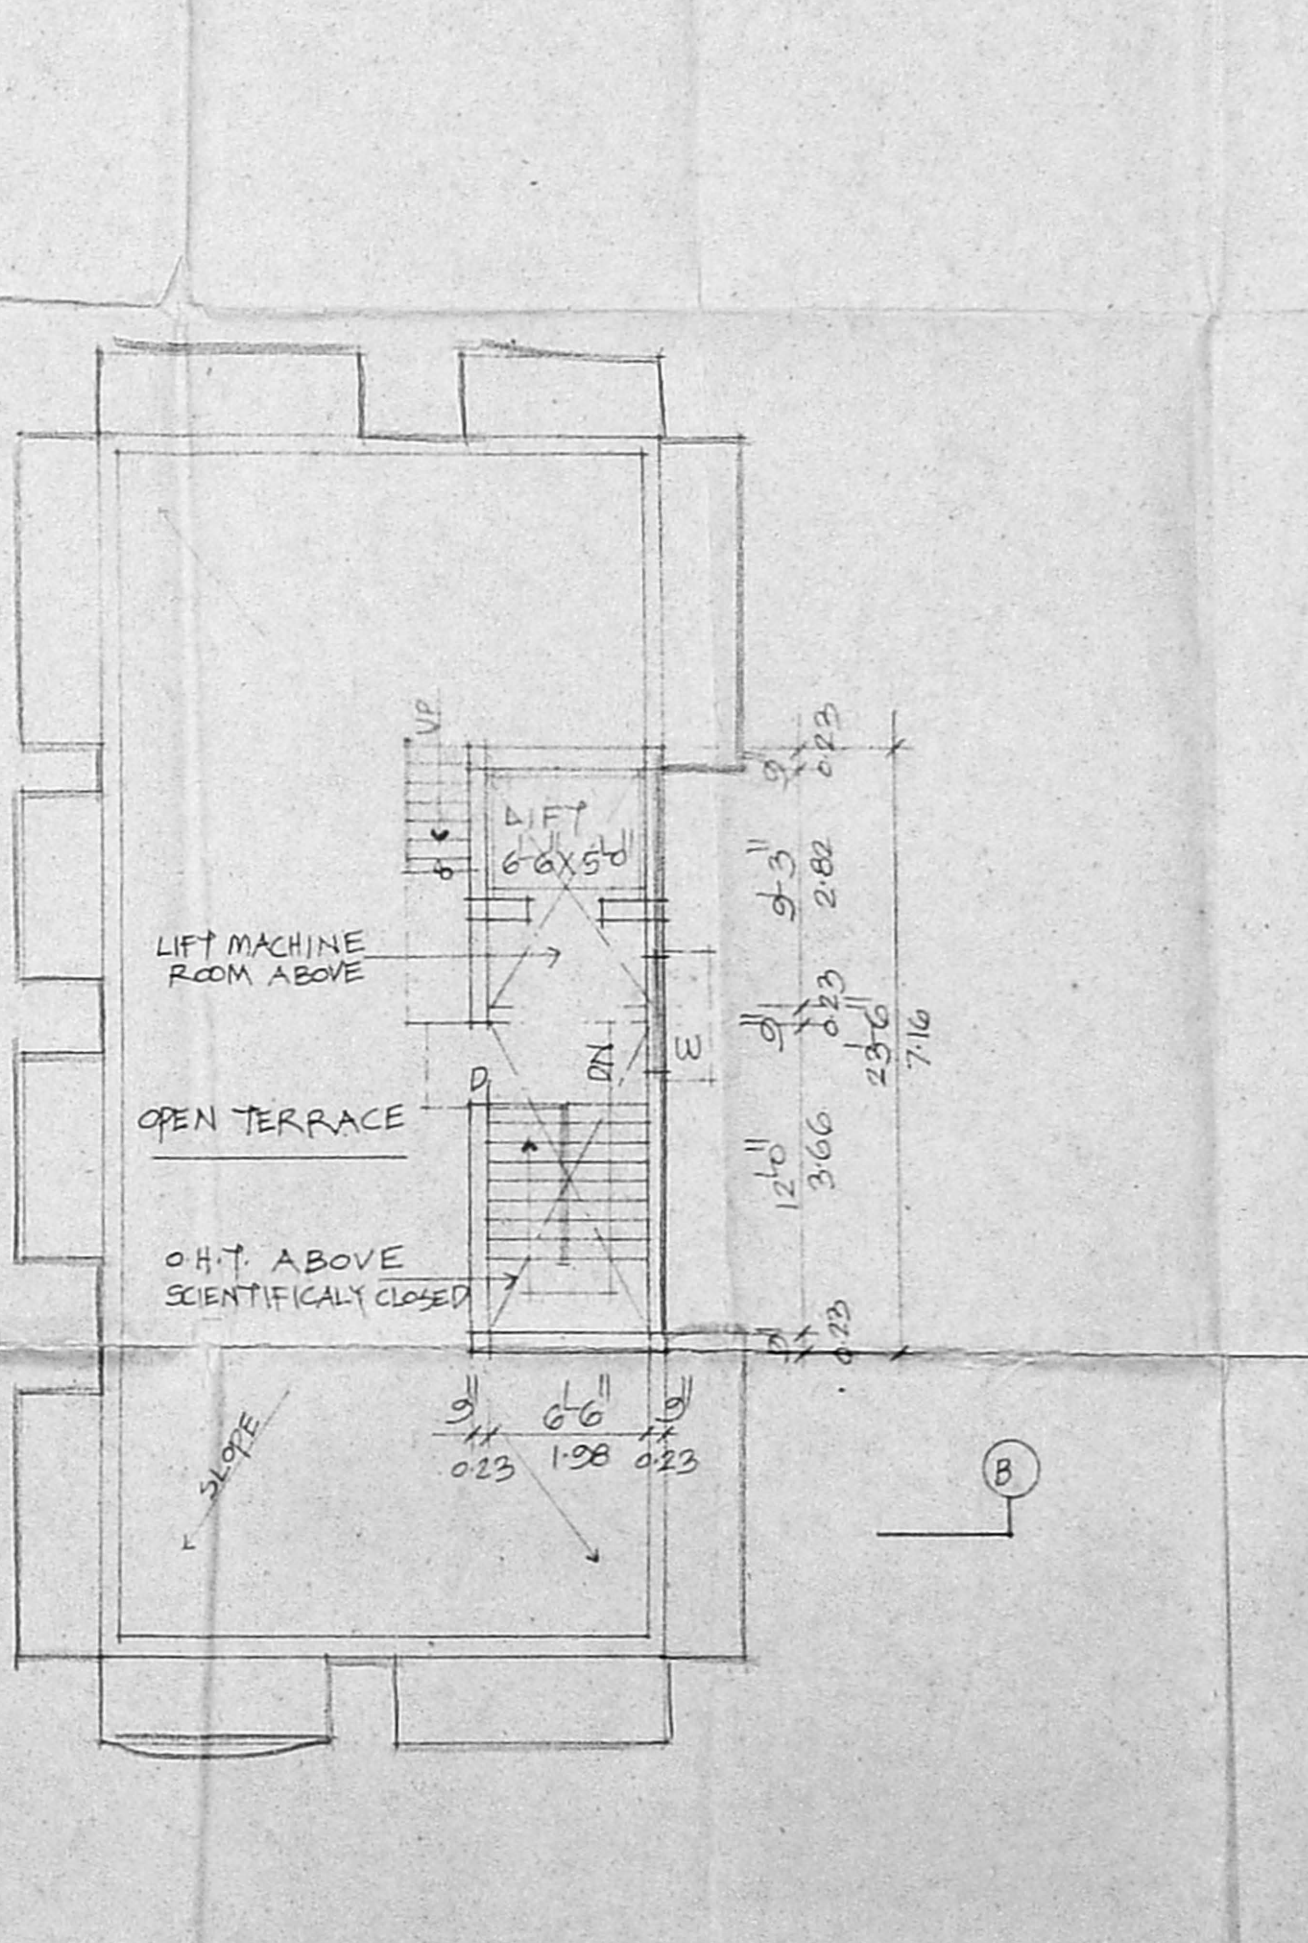 UP
9" 0.23
LIFT
6'-6" X 5'-0"
9'-3" 2.82
LIFT MACHINE
ROOM ABOVE
9" 0.23
23'-6" 7.16
D DN W
OPEN TERRACE
12'-0" 3.66
O.H.T. ABOVE
SCIENTIFICALY CLOSED
9" 0.23
9" 6'-6" 9"
0.23 1.98 0.23
SLOPE
B